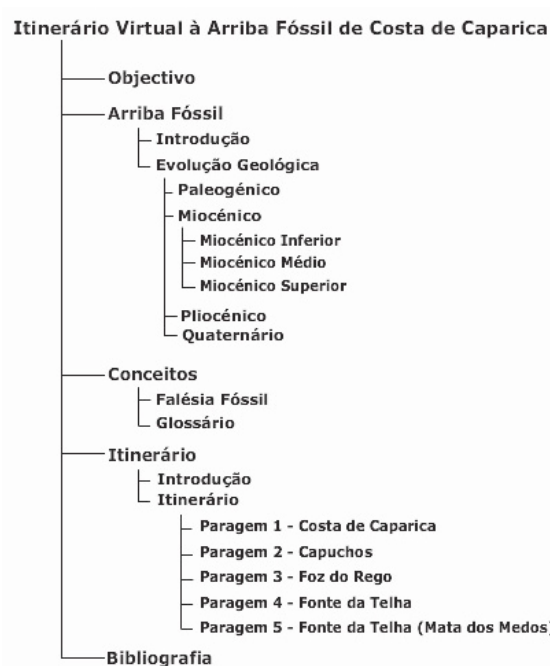 Itinerário Virtual à Arriba Fóssil de Costa de Caparica
Objectivo
Arriba Fóssil
Introdução
Evolução Geológica
Paleogénico
Miocénico
Miocénico Inferior
Miocénico Médio
Miocénico Superior
Pliocénico
Quaternário
Conceitos
Falésia Fóssil
Glossário
Itinerário
Introdução
Itinerário
Paragem 1 - Costa de Caparica
Paragem 2 - Capuchos
Paragem 3 - Foz do Rego
Paragem 4 - Fonte da Telha
Paragem 5 - Fonte da Telha (Mata dos Medos)
Bibliografia